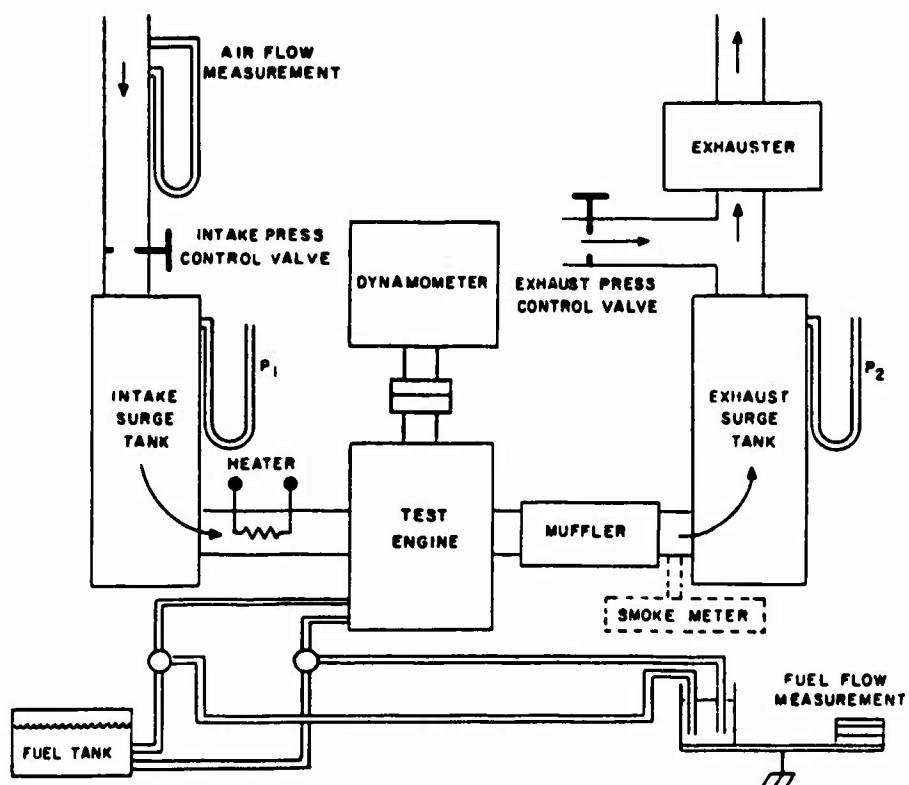 AIR FLOW
MEASUREMENT
EXHAUSTER
INTAKE PRESS
CONTROL VALVE
DYNAMOMETER
EXHAUST PRESS
CONTROL VALVE
P1
P2
INTAKE
SURGE
TANK
EXHAUST
SURGE
TANK
HEATER
TEST
ENGINE
MUFFLER
SMOKE METER
FUEL FLOW
MEASUREMENT
FUEL TANK